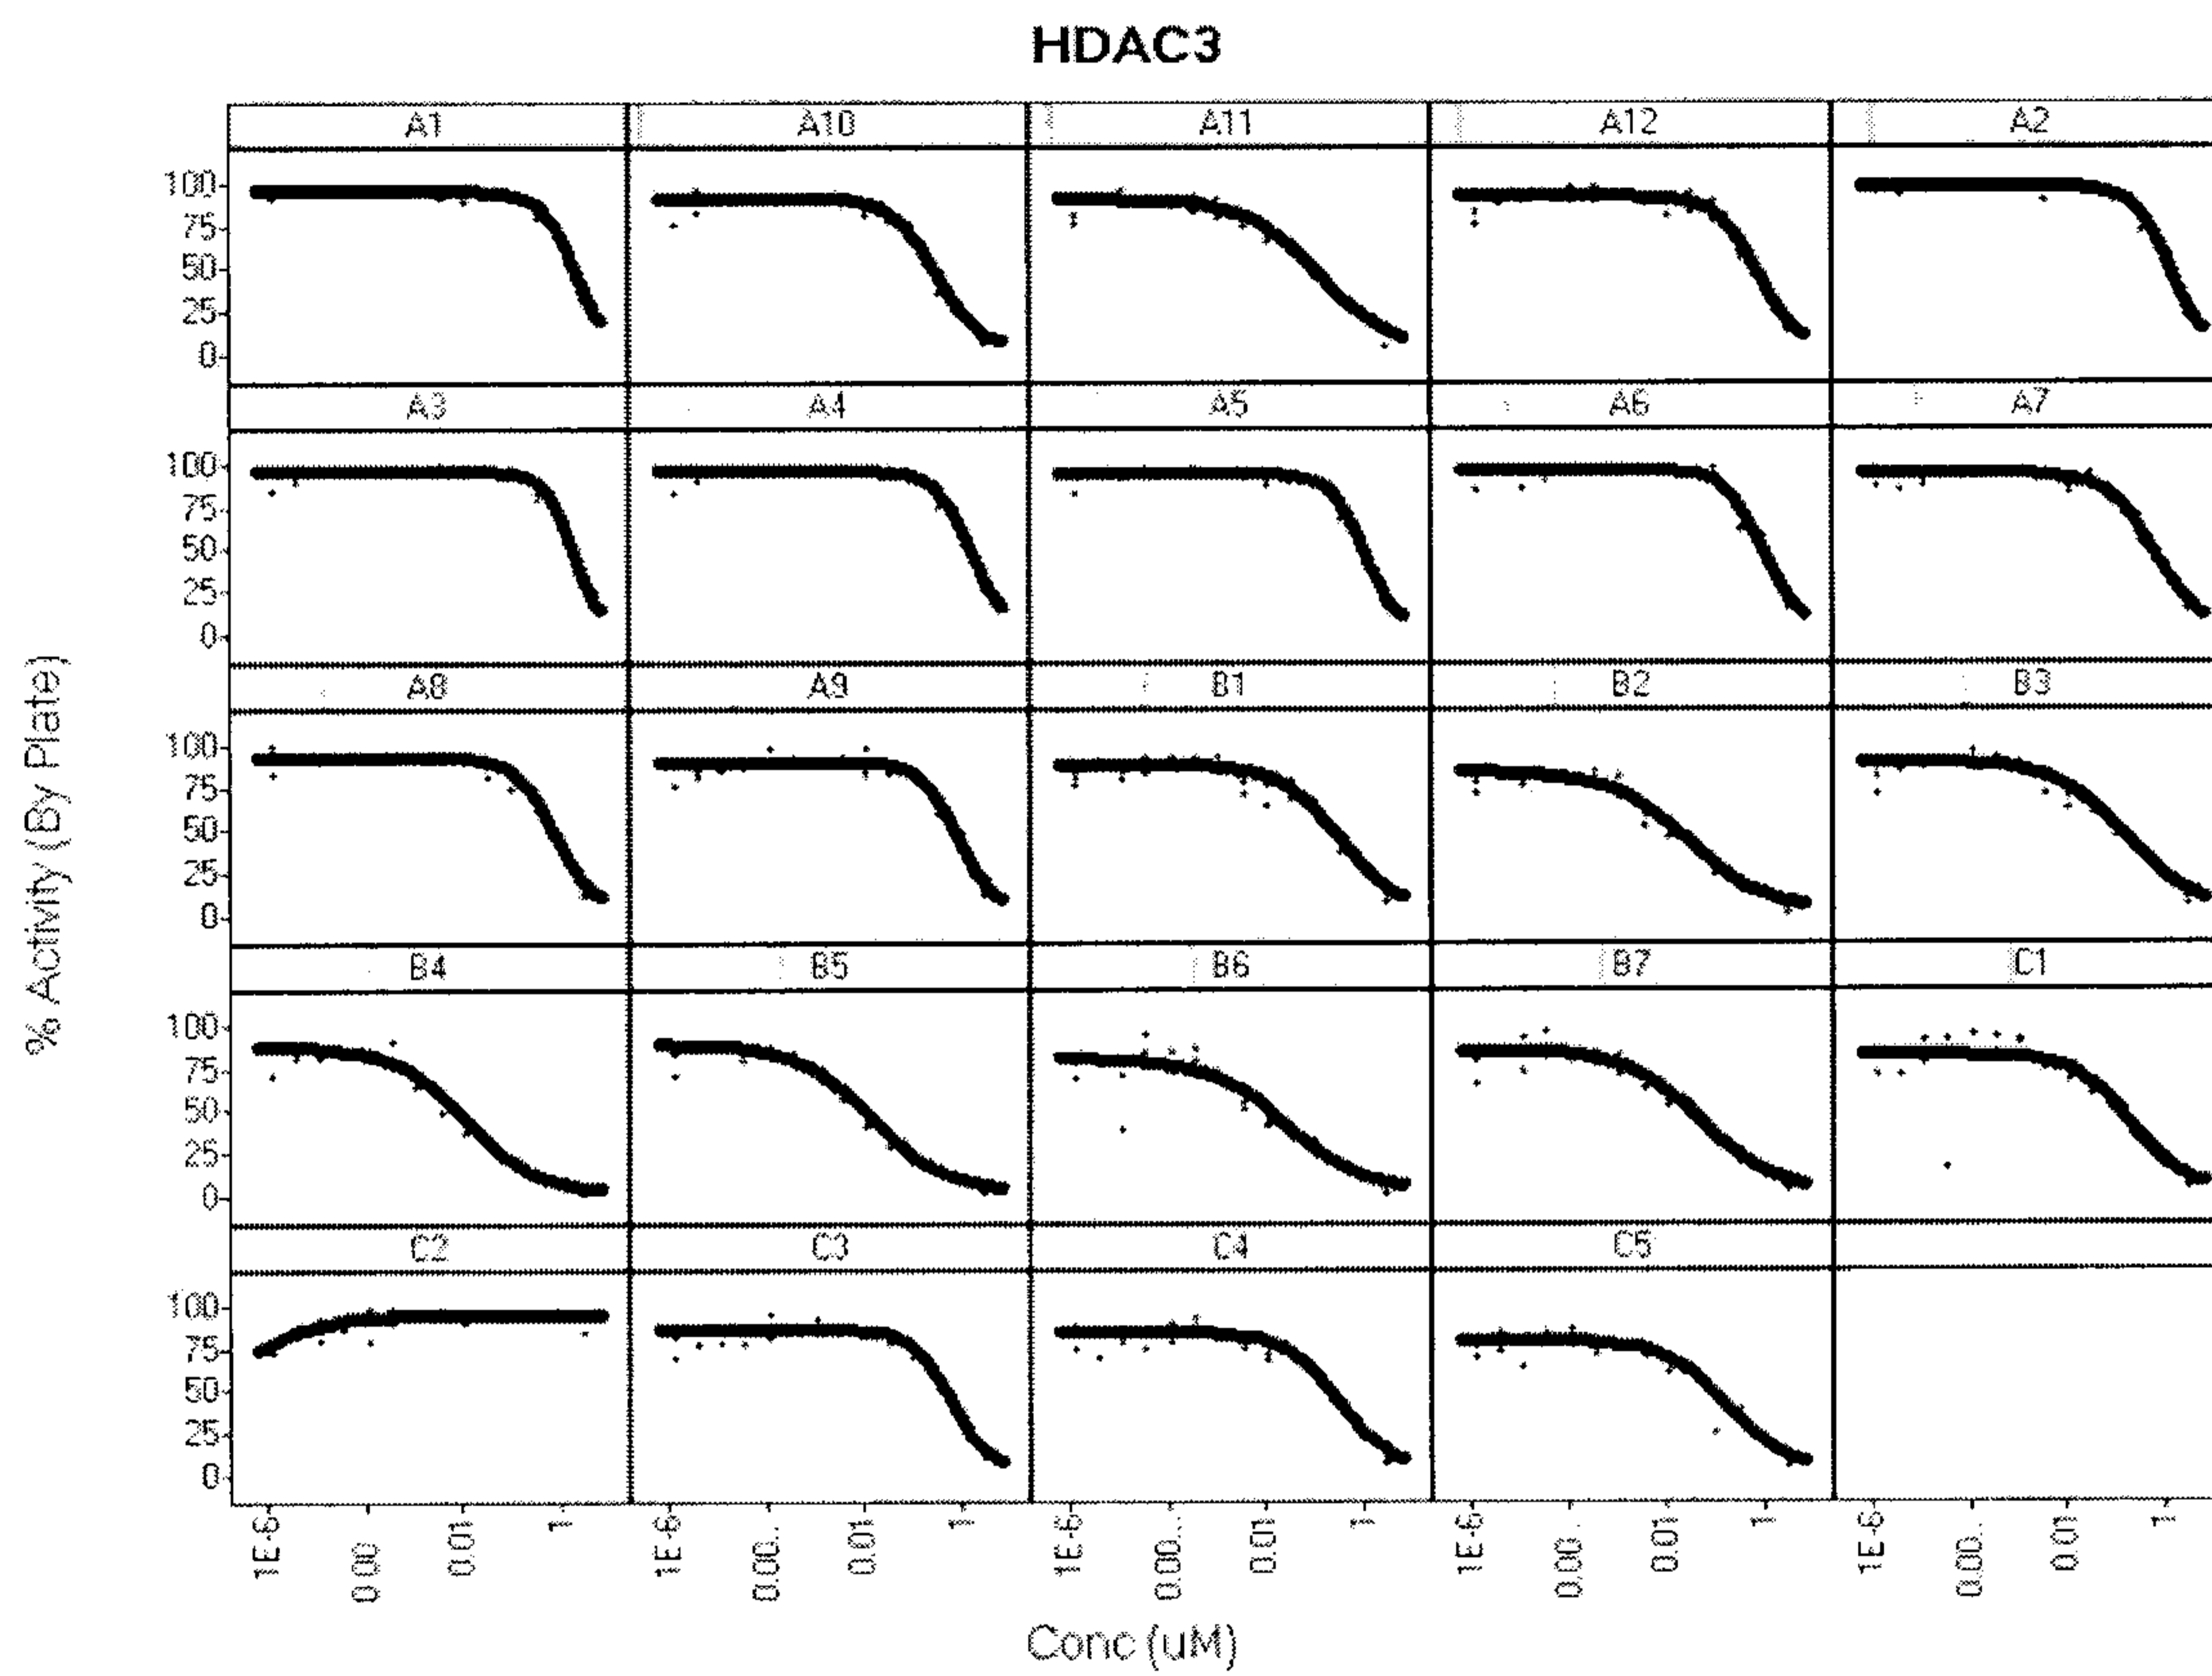 HDAC3
A1 A10 A11 A12 A2
100
75
50
25
0
A3 A4 A5 A6 A7
100
75
50
25
0
A8 A9 B1 B2 B3
100
75
50
25
0
B4 B5 B6 B7 C1
100
75
50
25
0
C2 C3 C4 C5
100
75
50
25
0
% Activity (By Plate)
1E-6 0.00 0.01 1 1E-6 0.00.. 0.01 1 1E-6 0.00.. 0.01 1 1E-6 0.00.. 0.01 1 1E-6 0.00.. 0.01 1
Conc (uM)